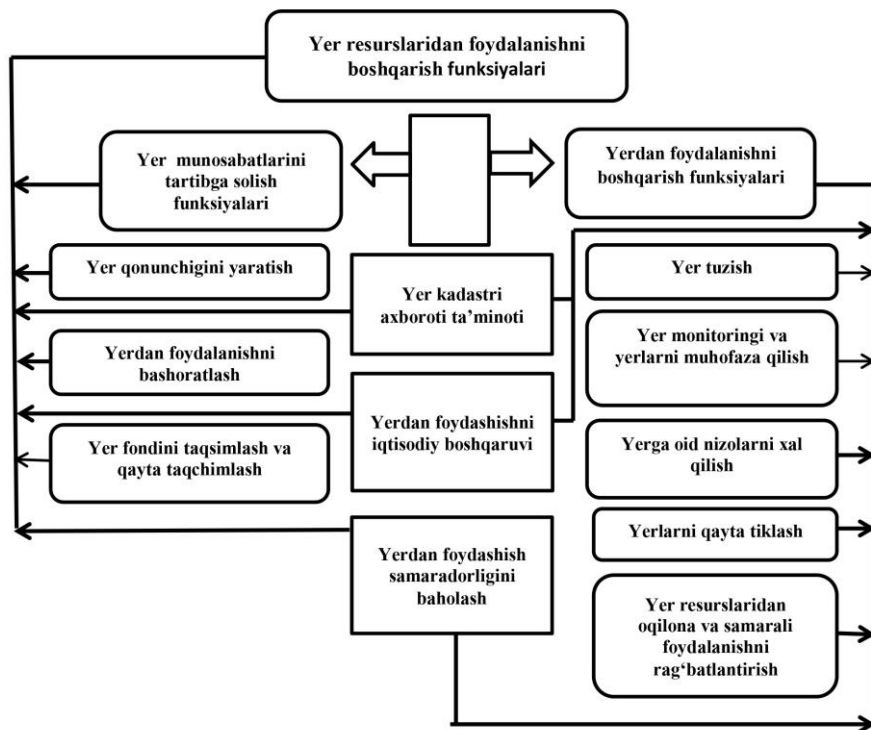 Yer resurslaridan foydalanishni
boshqarish funksiyalari
Yer munosabatlarini
tartibga solish
funksiyalari
Yerdan foydalanishni
boshqarish funksiyalari
Yer qonunchigini yaratish
Yer kadastri
axboroti ta’minoti
Yer tuzish
Yerdan foydalanishni
bashoratlash
Yer monitoringi va
yerlarni muhofaza qilish
Yer fondini taqsimlash va
qayta taqchimlash
Yerdan foydashishni
iqtisodiy boshqaruvi
Yerga oid nizolarni xal
qilish
Yerdan foydashish
samaradorligini
baholash
Yerlarni qayta tiklash
Yer resurslaridan
oqilona va samarali
foydalanishni
rag‘batlantirish